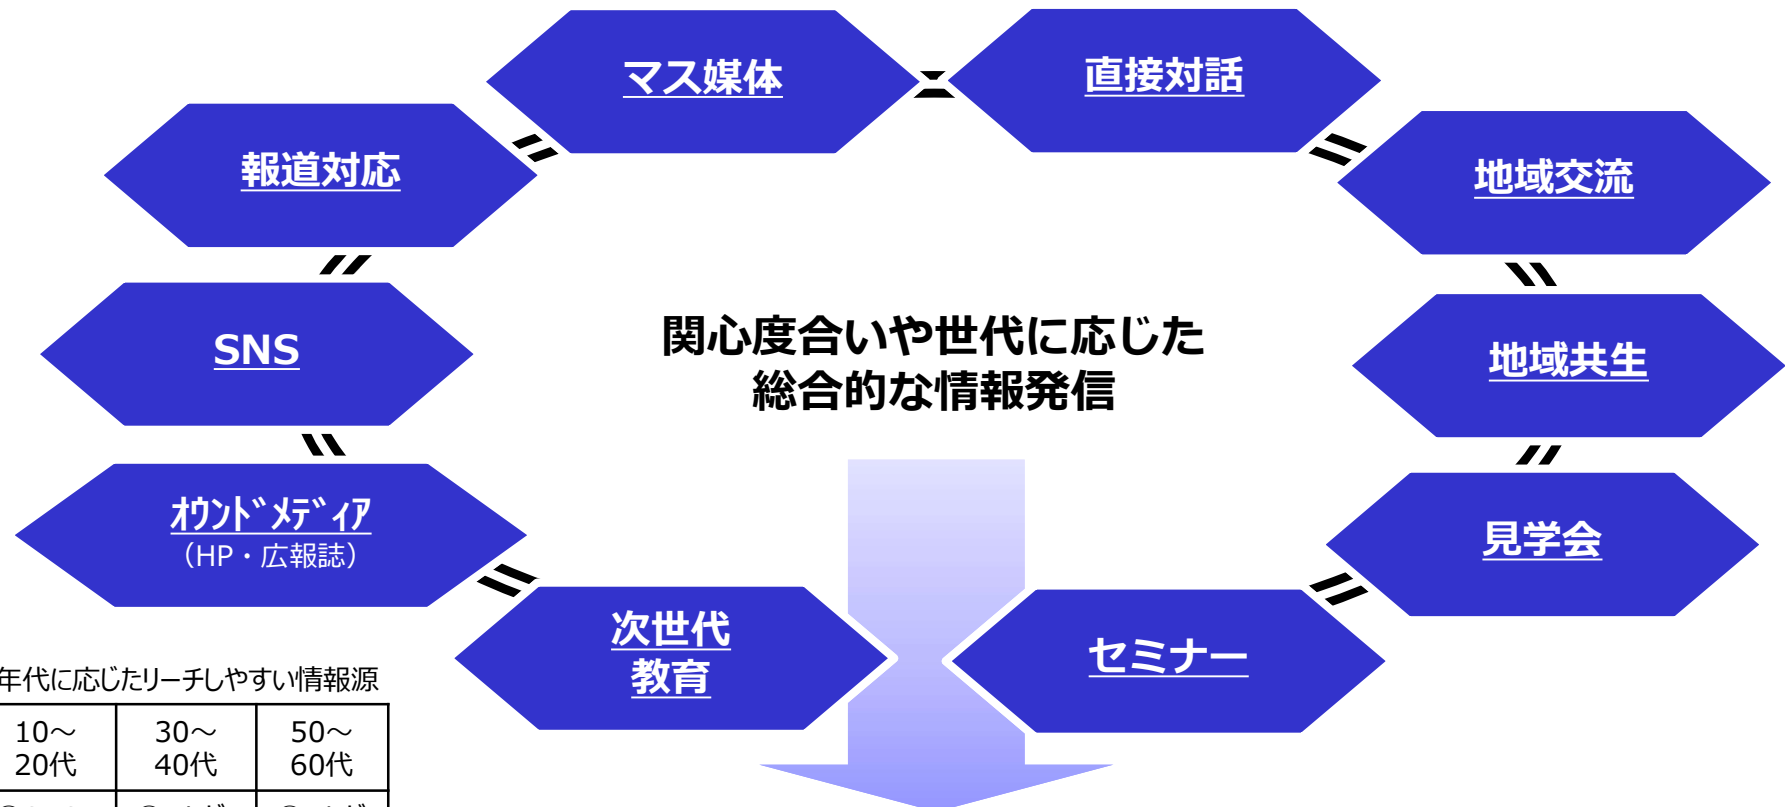 マス媒体
直接対話
報道対応
地域交流
SNS
関心度合いや世代に応じた
総合的な情報発信
地域共生
ｵｳﾝﾄﾞﾒﾃﾞｨｱ
（HP・広報誌）
見学会
次世代
教育
セミナー
年代に応じたリーチしやすい情報源
10～
20代
30～
40代
50～
60代